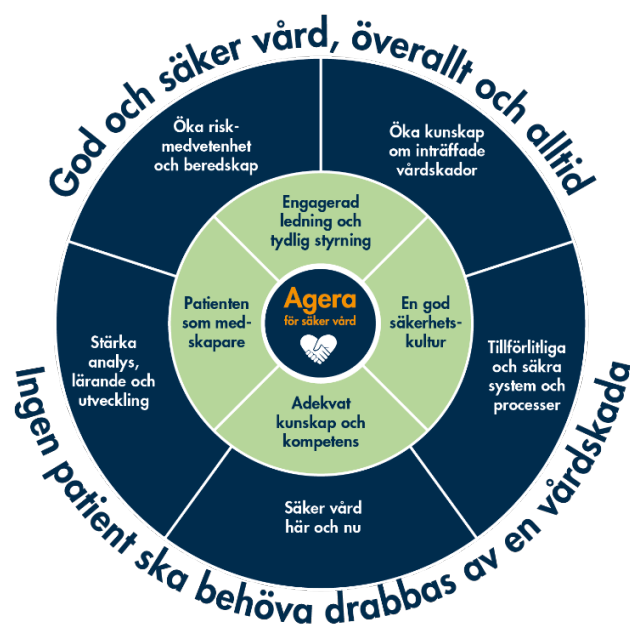 God och säker vård, överallt och alltid
Öka risk-
medvetenhet
och beredskap
Öka kunskap
om inträffade
vårdskador
Engagerad
ledning och
tydlig styrning
Patienten
som med-
skapare
Agera
för säker vård
En god
säkerhets-
kultur
Stärka
analys,
lärande och
utveckling
Tillförlitliga
och säkra
system och
processer
Adekvat
kunskap och
kompetens
Säker vård
här och nu
Ingen patient ska behöva drabbas av en vårdskada